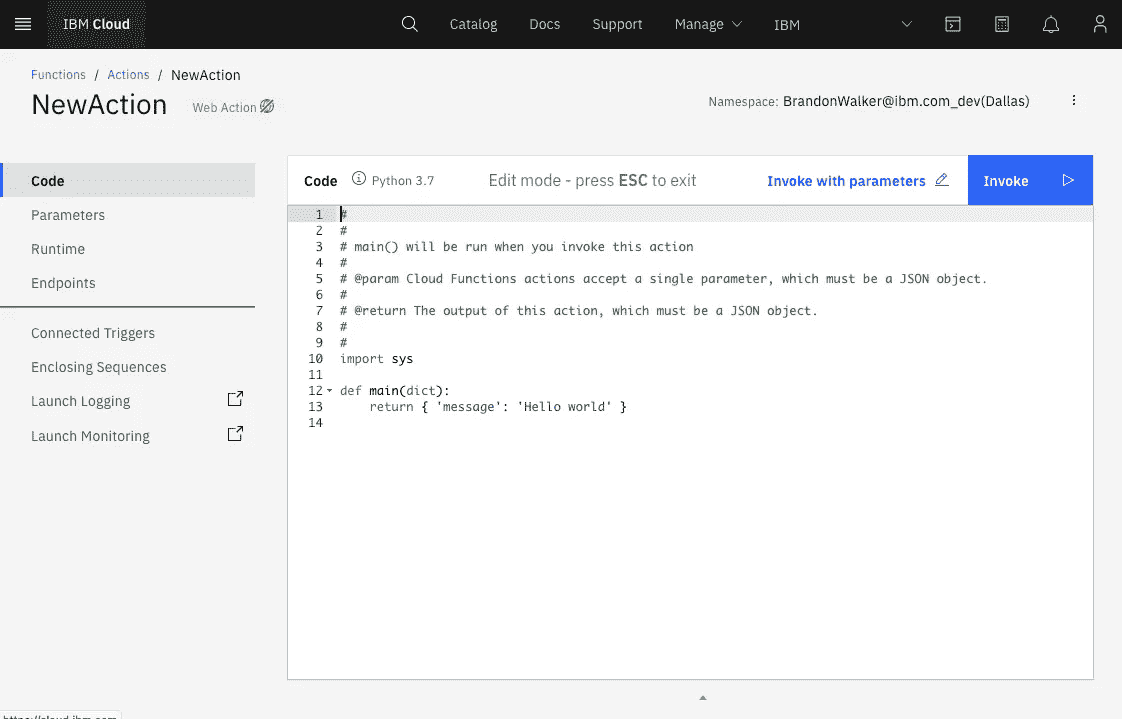 IBM Cloud Catalog Docs Support Manage IBM
Functions / Actions / NewAction
NewAction Web Action
Namespace: BrandonWalker@ibm.com_dev(Dallas)
Code
Parameters
Runtime
Endpoints
Connected Triggers
Enclosing Sequences
Launch Logging
Launch Monitoring
Code Python 3.7 Edit mode - press ESC to exit Invoke with parameters Invoke
1 #
2 #
3 # main() will be run when you invoke this action
4 #
5 # @param Cloud Functions actions accept a single parameter, which must be a JSON object.
6 #
7 # @return The output of this action, which must be a JSON object.
8 #
9 #
10 import sys
11
12 def main(dict):
13     return { 'message': 'Hello world' }
14
https://cloud.ibm.com